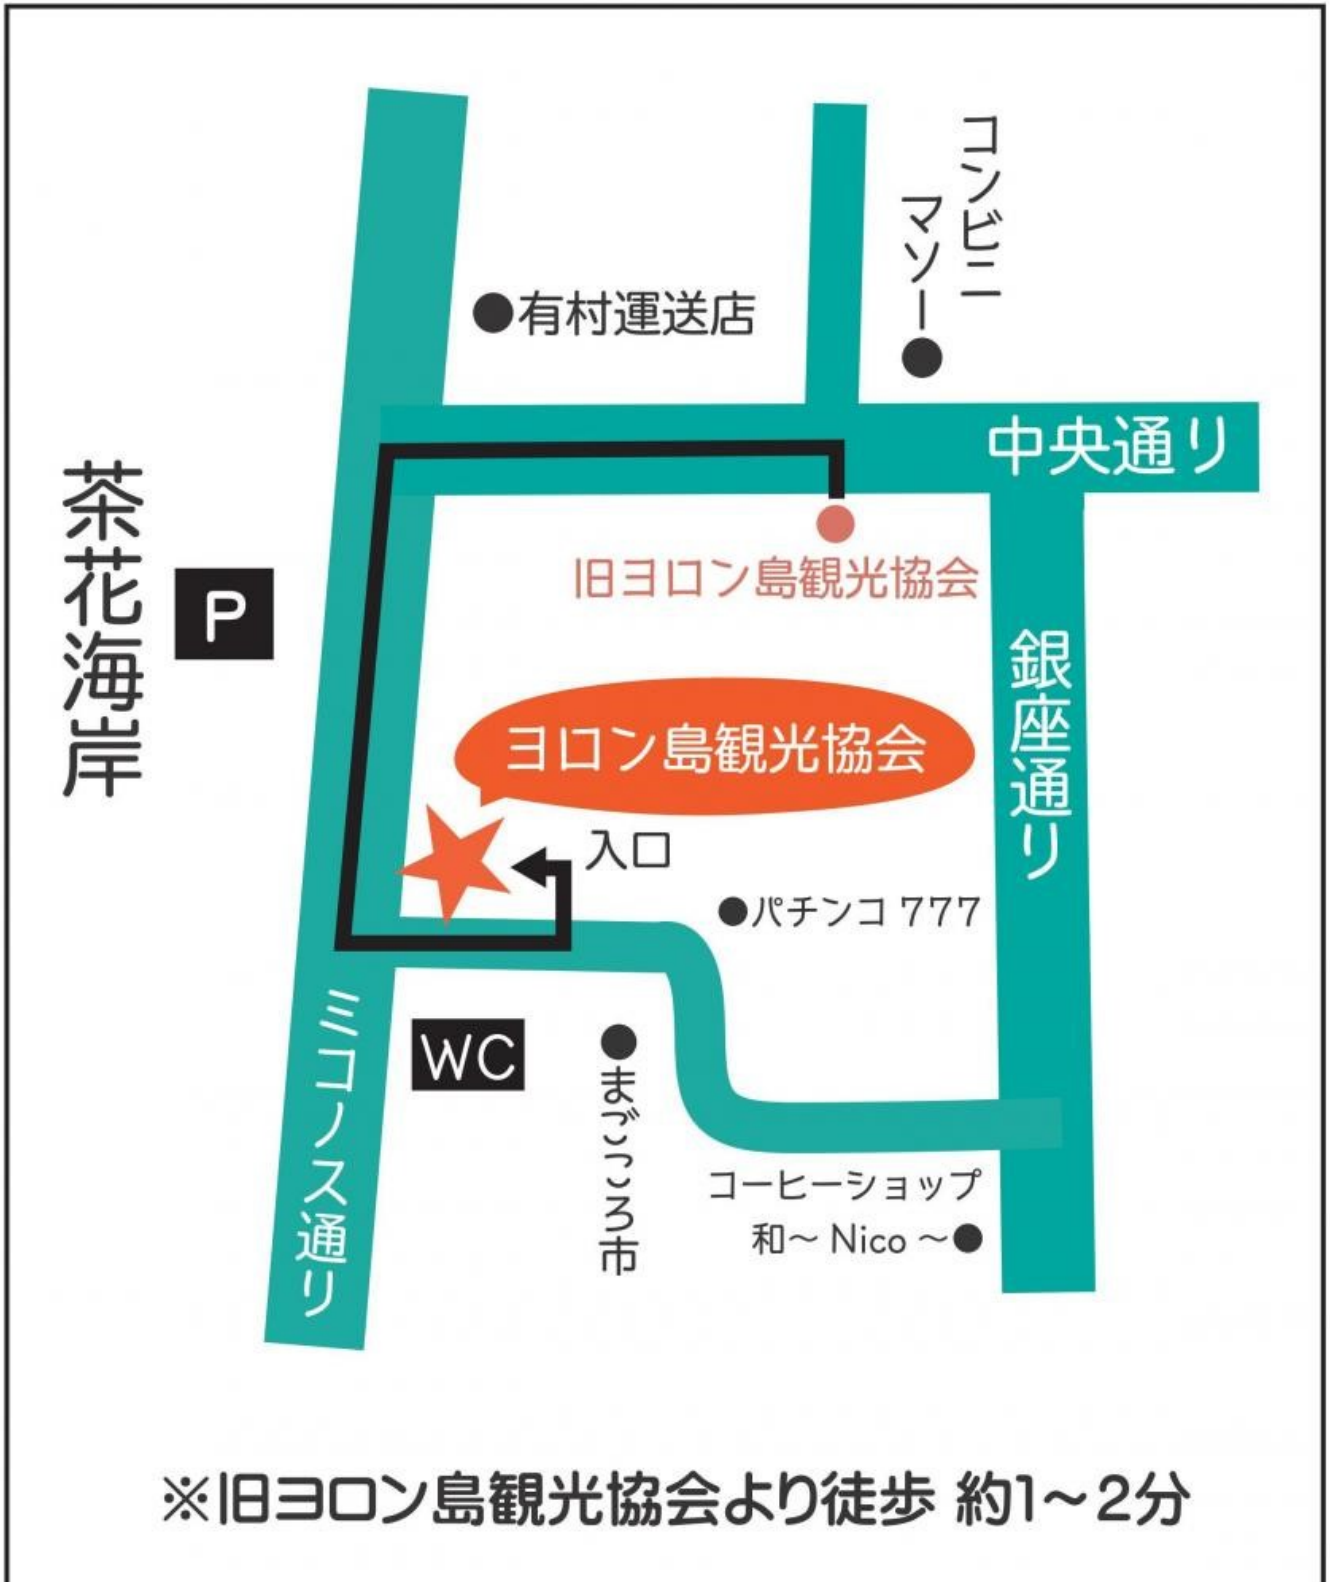 コンビニ
マソー
有村運送店
中央通り
茶花海岸
P
旧ヨロン島観光協会
銀座通り
ヨロン島観光協会
入口
パチンコ 777
ミコノス通り
WC
まごころ市
コーヒーショップ
和～ Nico ～
※旧ヨロン島観光協会より徒歩 約1～2分